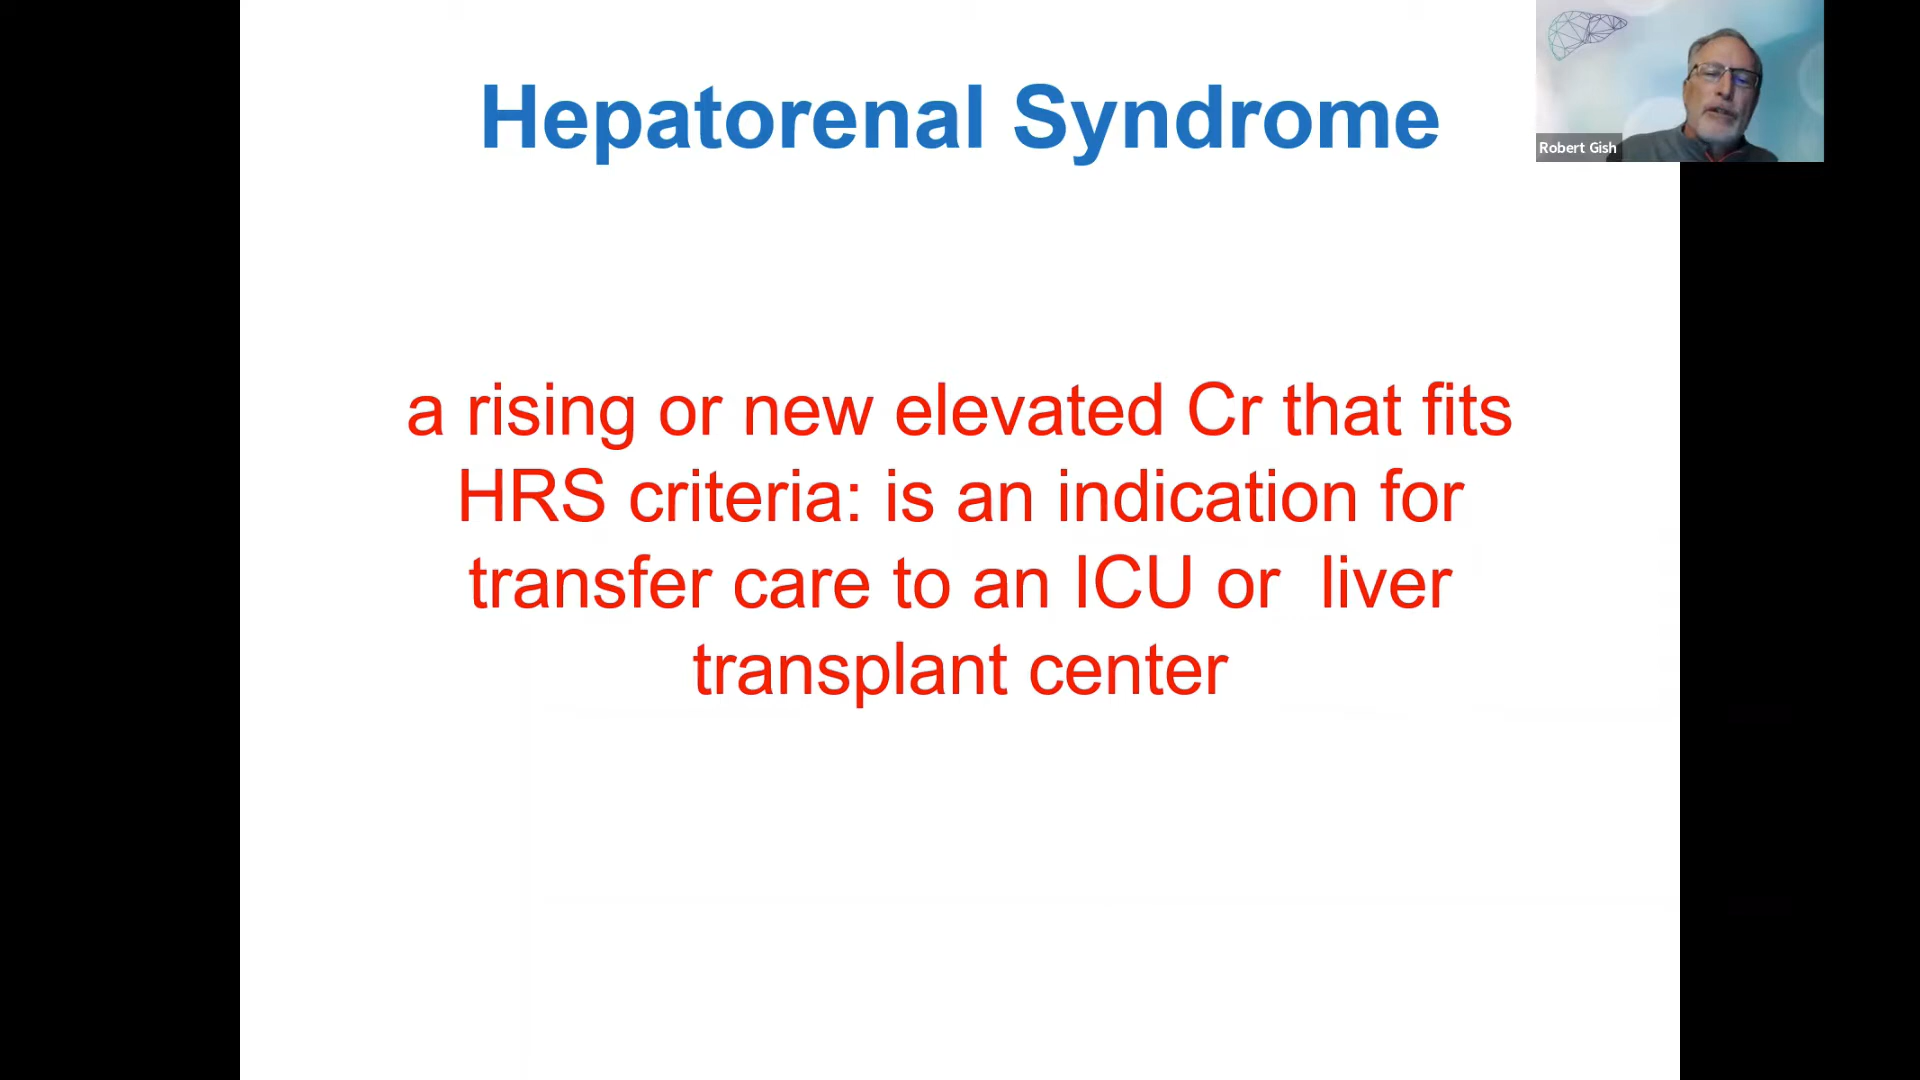 Hepatorenal Syndrome
Robert Gish
a rising or new elevated Cr that fits
HRS criteria: is an indication for
transfer care to an ICU or  liver
transplant center